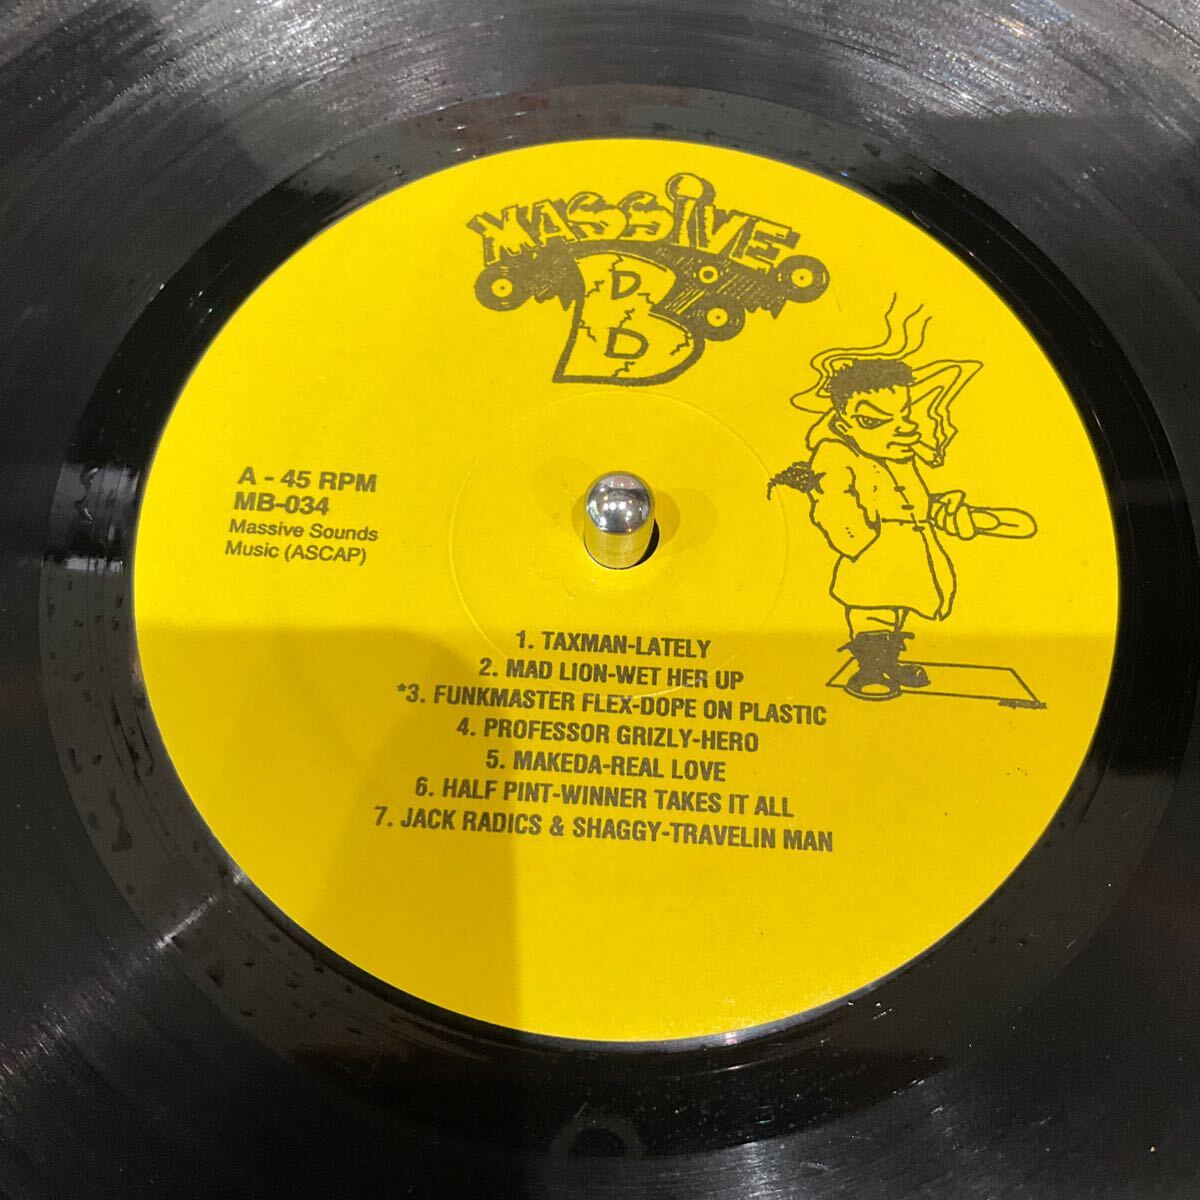 MASSIVE
B
D
D
A - 45 RPM
MB-034
Massive Sounds
Music (ASCAP)
1. TAXMAN-LATELY
2. MAD LION-WET HER UP
*3. FUNKMASTER FLEX-DOPE ON PLASTIC
4. PROFESSOR GRIZLY-HERO
5. MAKEDA-REAL LOVE
6. HALF PINT-WINNER TAKES IT ALL
7. JACK RADICS & SHAGGY-TRAVELIN MAN